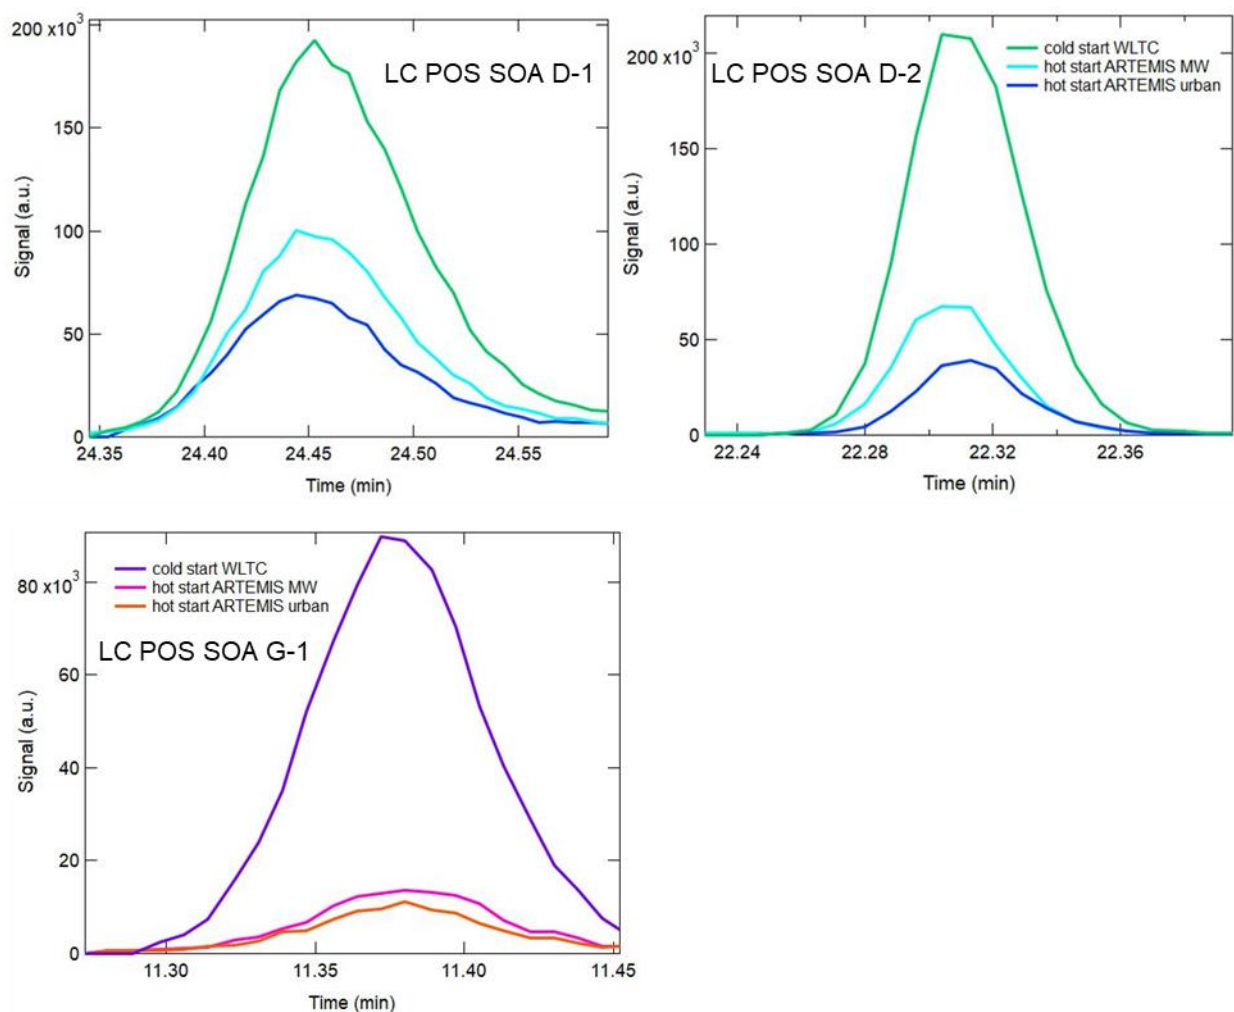 200 x10³
150
100
50
0
Signal (a.u.)
LC POS SOA D-1
24.35 24.40 24.45 24.50 24.55
Time (min)
200 x10³
150
100
50
0
Signal (a.u.)
LC POS SOA D-2
cold start WLTC
hot start ARTEMIS MW
hot start ARTEMIS urban
22.24 22.28 22.32 22.36
Time (min)
80 x10³
60
40
20
0
Signal (a.u.)
cold start WLTC
hot start ARTEMIS MW
hot start ARTEMIS urban
LC POS SOA G-1
11.30 11.35 11.40 11.45
Time (min)